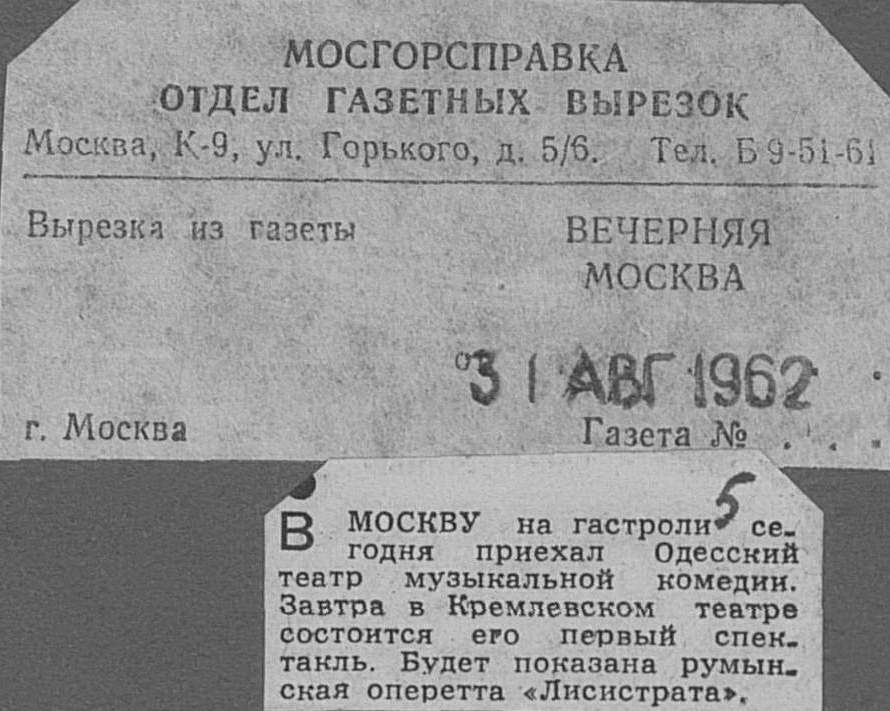 МОСГОРСПРАВКА
ОТДЕЛ ГАЗЕТНЫХ ВЫРЕЗОК
Москва, К-9, ул. Горького, д. 5/6. Тел. Б 9-51-61
Вырезка из газеты
ВЕЧЕРНЯЯ
МОСКВА
от
31 АВГ 1962
г. Москва
Газета № . . .
5
В МОСКВУ на гастроли се-
годня приехал Одесский
театр музыкальной комедии.
Завтра в Кремлевском театре
состоится его первый спек-
такль. Будет показана румын-
ская оперетта «Лисистрата».